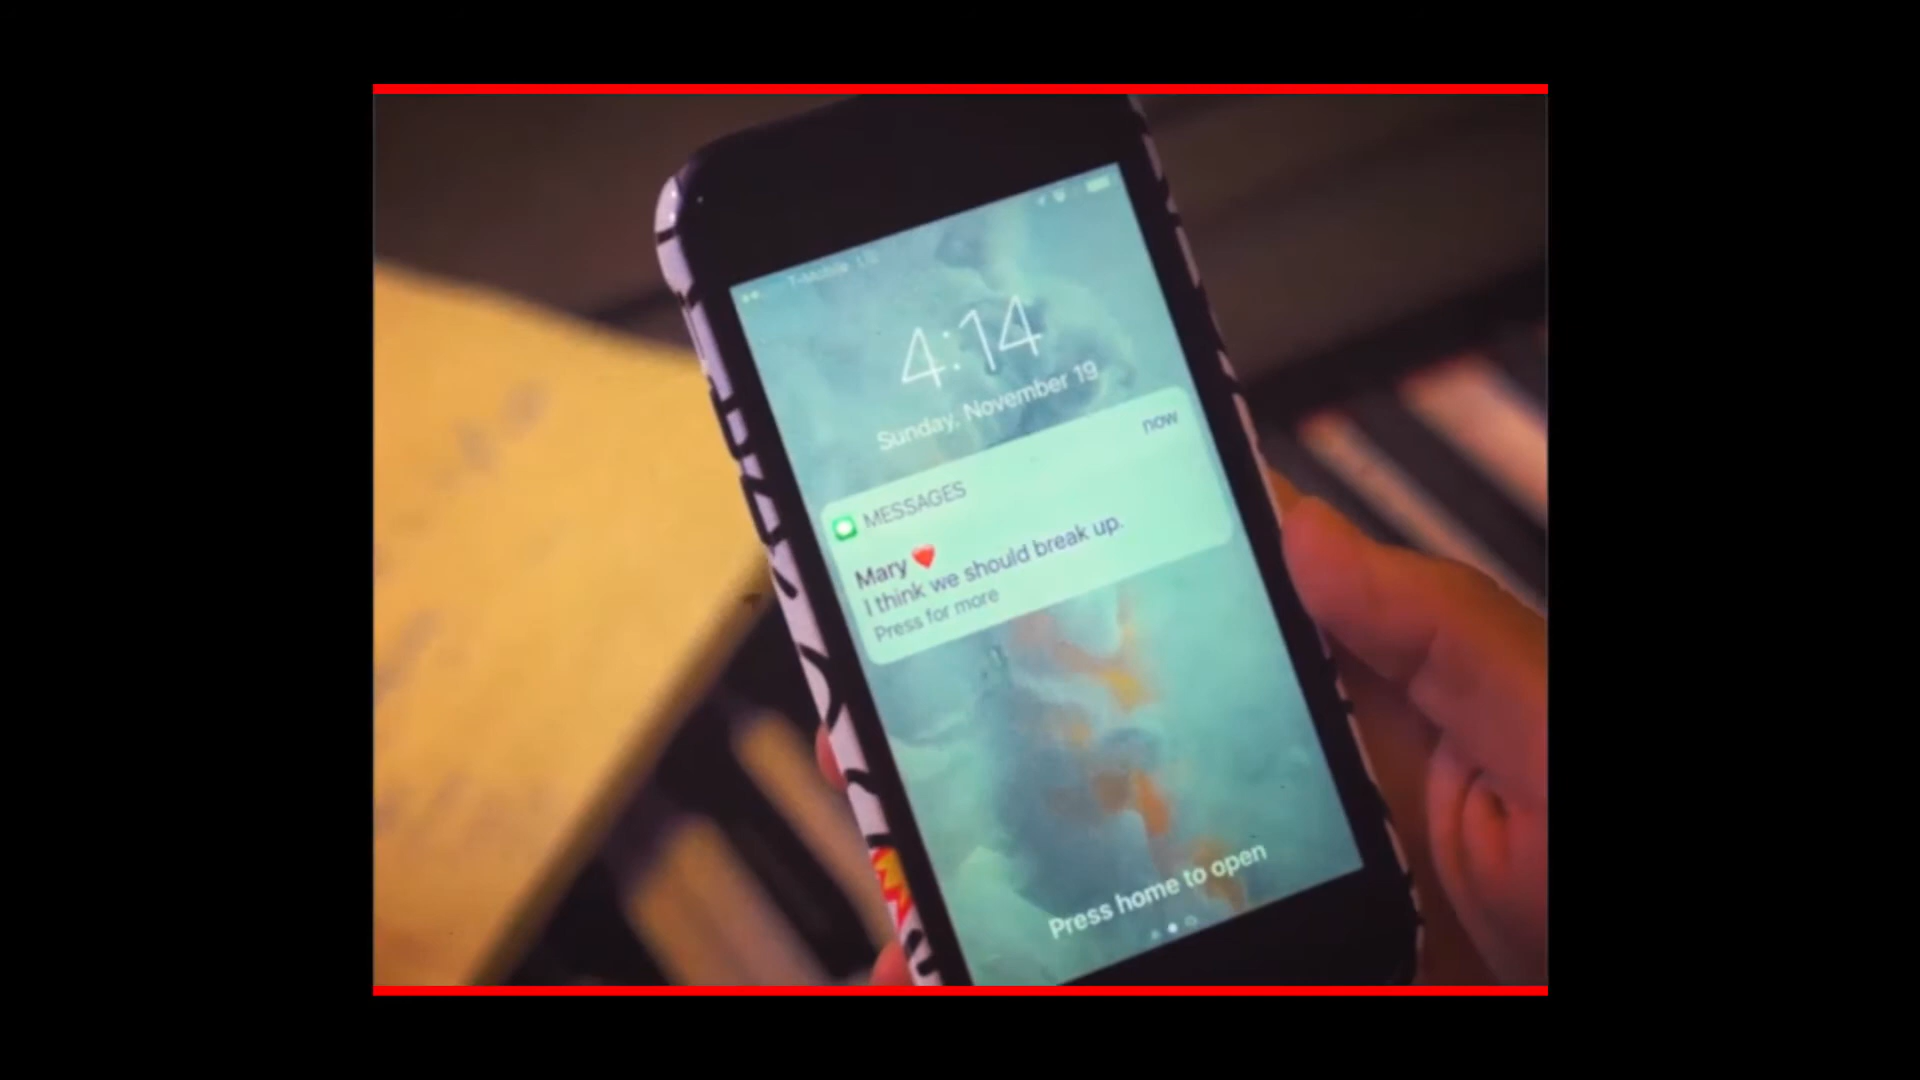 T-Mobile
4:14
Sunday, November 19
MESSAGES
now
Mary ❤️
I think we should break up.
Press for more
Press home to open